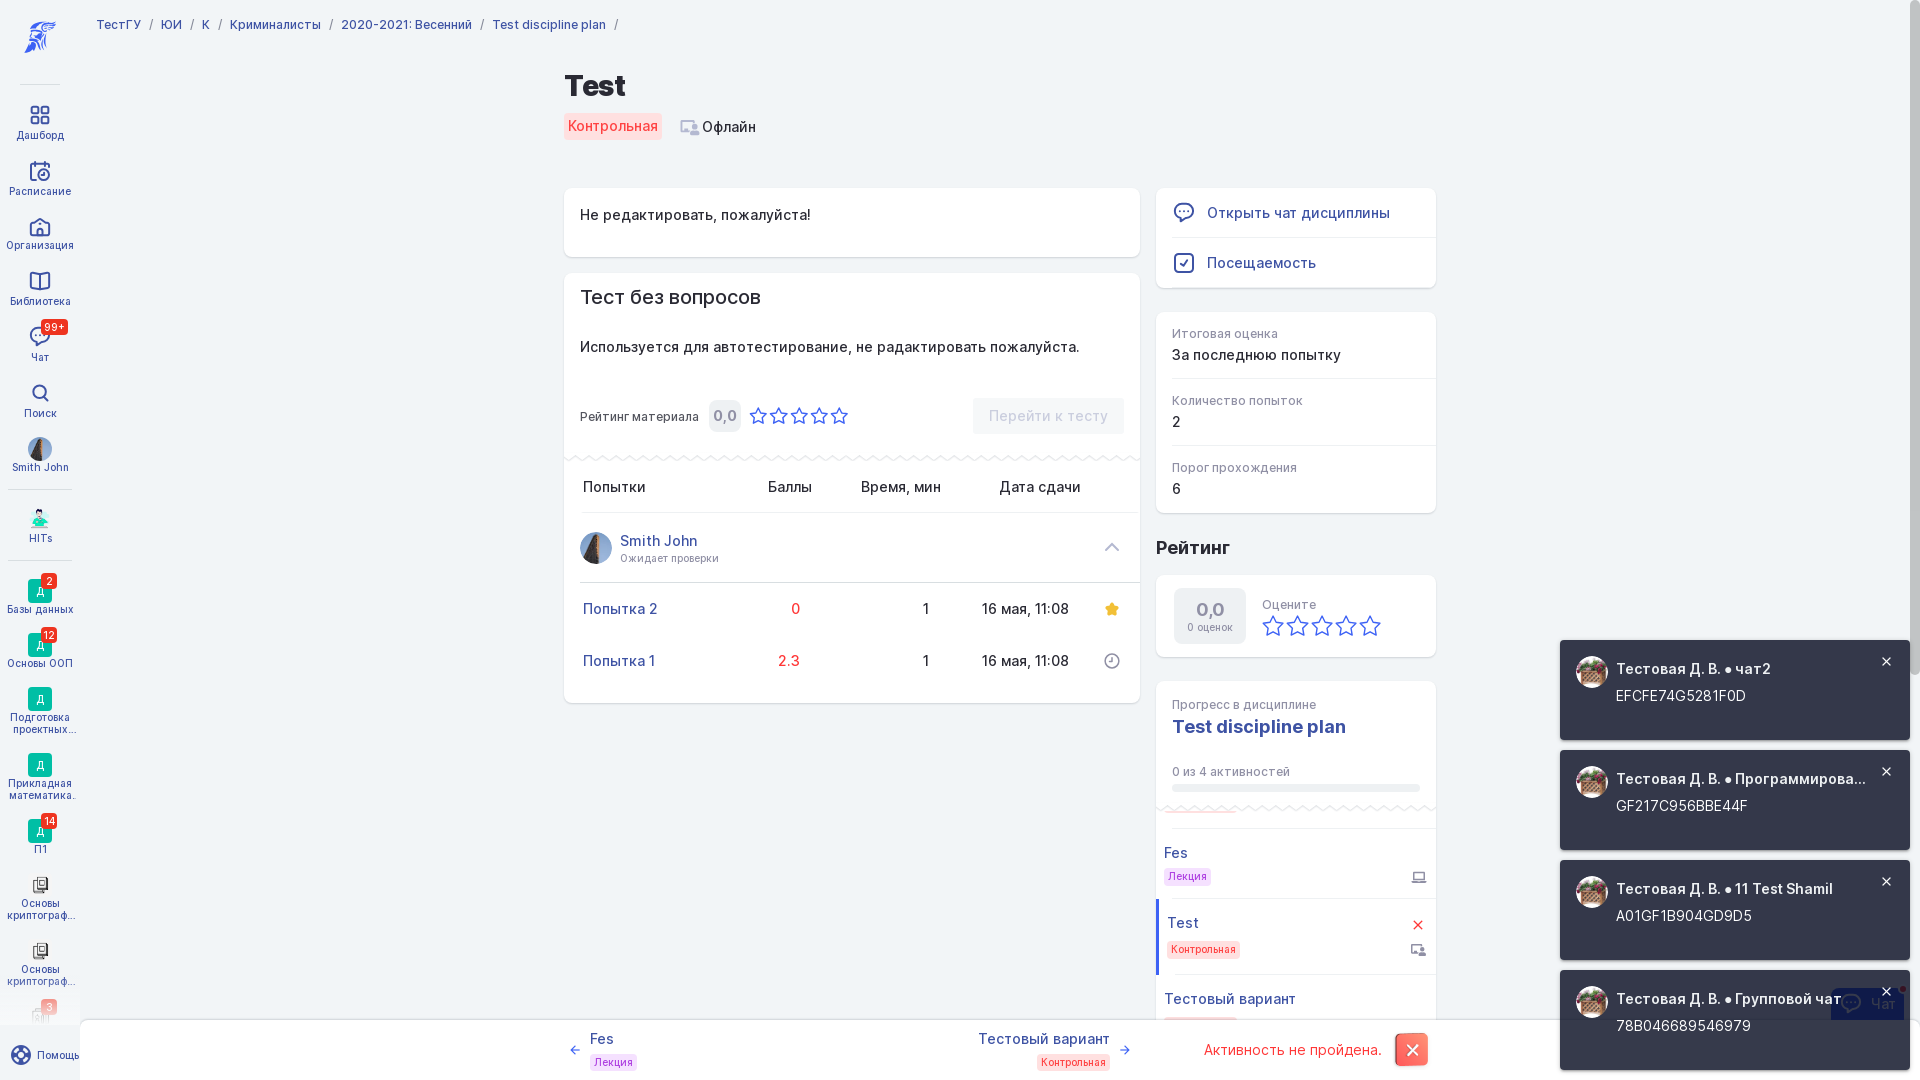 ТестГУ / ЮИ / К / Криминалисты / 2020-2021: Весенний / Test discipline plan /
Test
Контрольная
Офлайн
Дашборд
Расписание
Организация
Библиотека
99+
Чат
Поиск
Smith John
HITs
Д
2
Базы данных
Д
12
Основы ООП
Д
Подготовка
проектных...
Д
Прикладная
математика.
Д
14
П1
Основы
криптограф...
Основы
криптограф...
3
Помощь
Не редактировать, пожалуйста!
Тест без вопросов
Используется для автотестирование, не радактировать пожалуйста.
Рейтинг материала 0,0
Перейти к тесту
Попытки Баллы Время, мин Дата сдачи
Smith John
Ожидает проверки
Попытка 2 0 1 16 мая, 11:08
Попытка 1 2.3 1 16 мая, 11:08
Открыть чат дисциплины
Посещаемость
Итоговая оценка
За последнюю попытку
Количество попыток
2
Порог прохождения
6
Рейтинг
0,0
0 оценок
Оцените
Прогресс в дисциплине
Test discipline plan
0 из 4 активностей
Fes
Лекция
Test
Контрольная
Тестовый вариант
Fes
Лекция
Тестовый вариант
Контрольная
Активность не пройдена.
Тестовая Д. В. ● чат2
EFCFE74G5281F0D
Тестовая Д. В. ● Программирова...
GF217C956BBE44F
Тестовая Д. В. ● 11 Test Shamil
A01GF1B904GD9D5
Тестовая Д. В. ● Групповой чат
78B046689546979
Чат